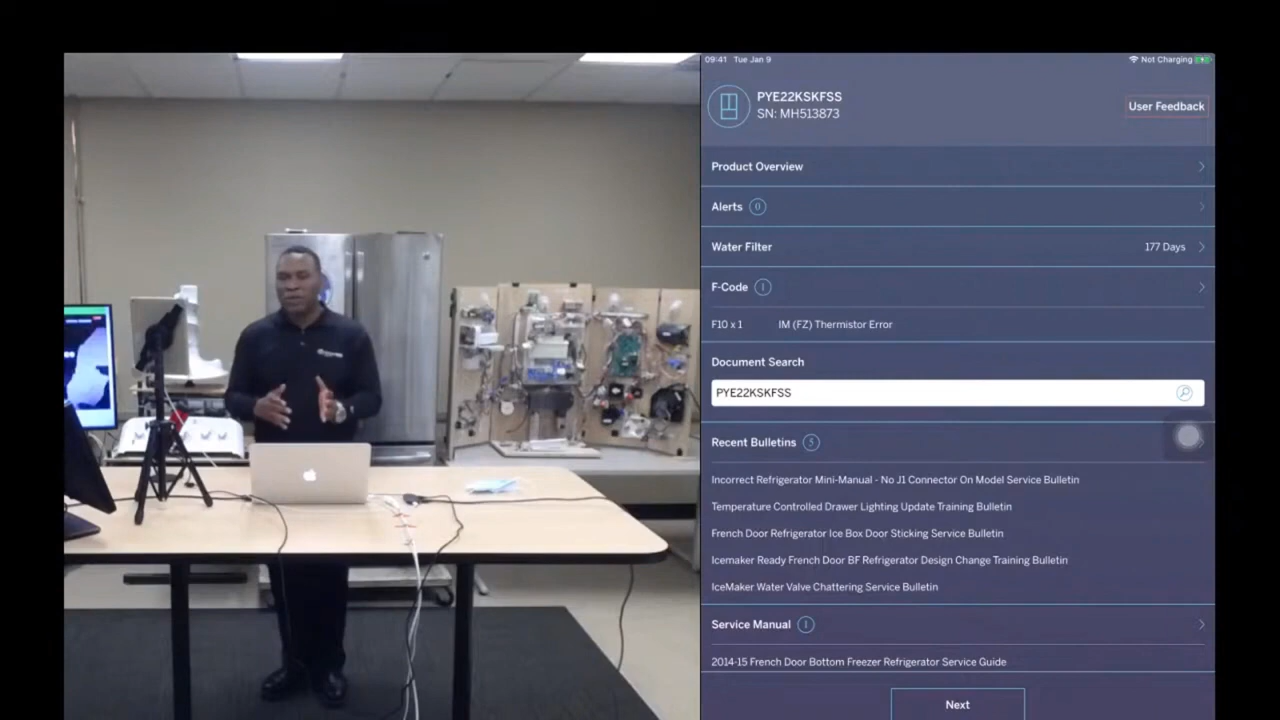 09:41 Tue Jan 9
Not Charging
PYE22KSKFSS
SN: MH513873
User Feedback
Product Overview
Alerts 0
Water Filter 177 Days
F-Code 1
F10 x 1 IM (FZ) Thermistor Error
Document Search
PYE22KSKFSS
Recent Bulletins 5
Incorrect Refrigerator Mini-Manual - No J1 Connector On Model Service Bulletin
Temperature Controlled Drawer Lighting Update Training Bulletin
French Door Refrigerator Ice Box Door Sticking Service Bulletin
Icemaker Ready French Door BF Refrigerator Design Change Training Bulletin
IceMaker Water Valve Chattering Service Bulletin
Service Manual 1
2014-15 French Door Bottom Freezer Refrigerator Service Guide
Next